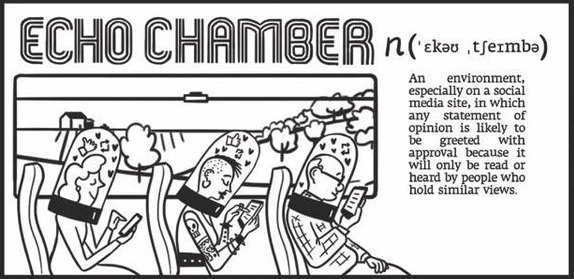 ECHO CHAMBER n(ˈɛkəʊ ˌtʃeɪmbə)
An environment,
especially on a social
media site, in which
any statement of
opinion is likely to
be greeted with
approval because it
will only be read or
heard by people who
hold similar views.